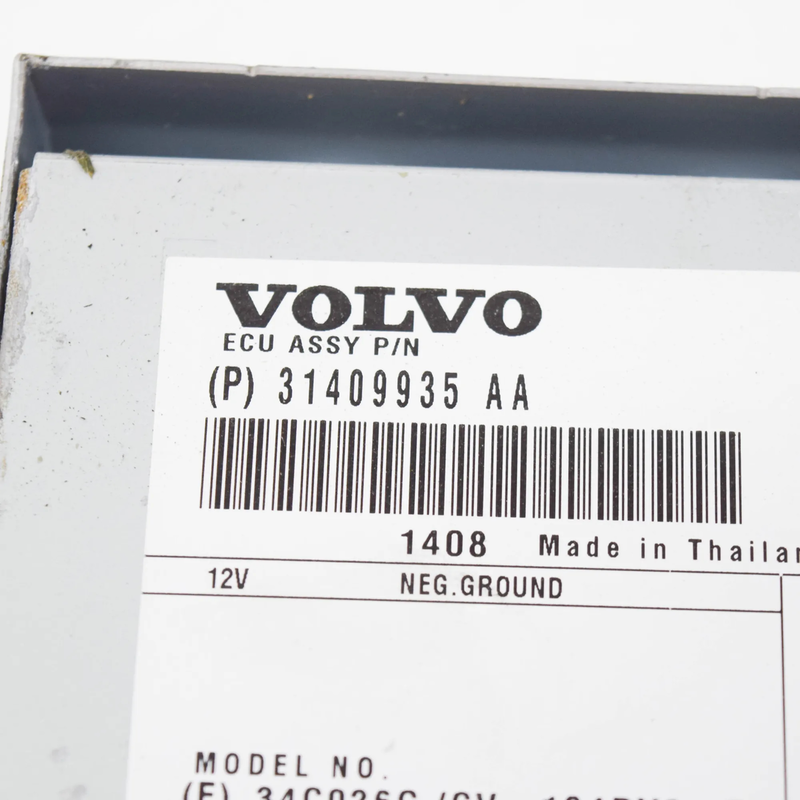 VOLVO
ECU ASSY P/N
(P) 31409935 AA
1408 Made in Thailan
12V NEG.GROUND
MODEL NO.